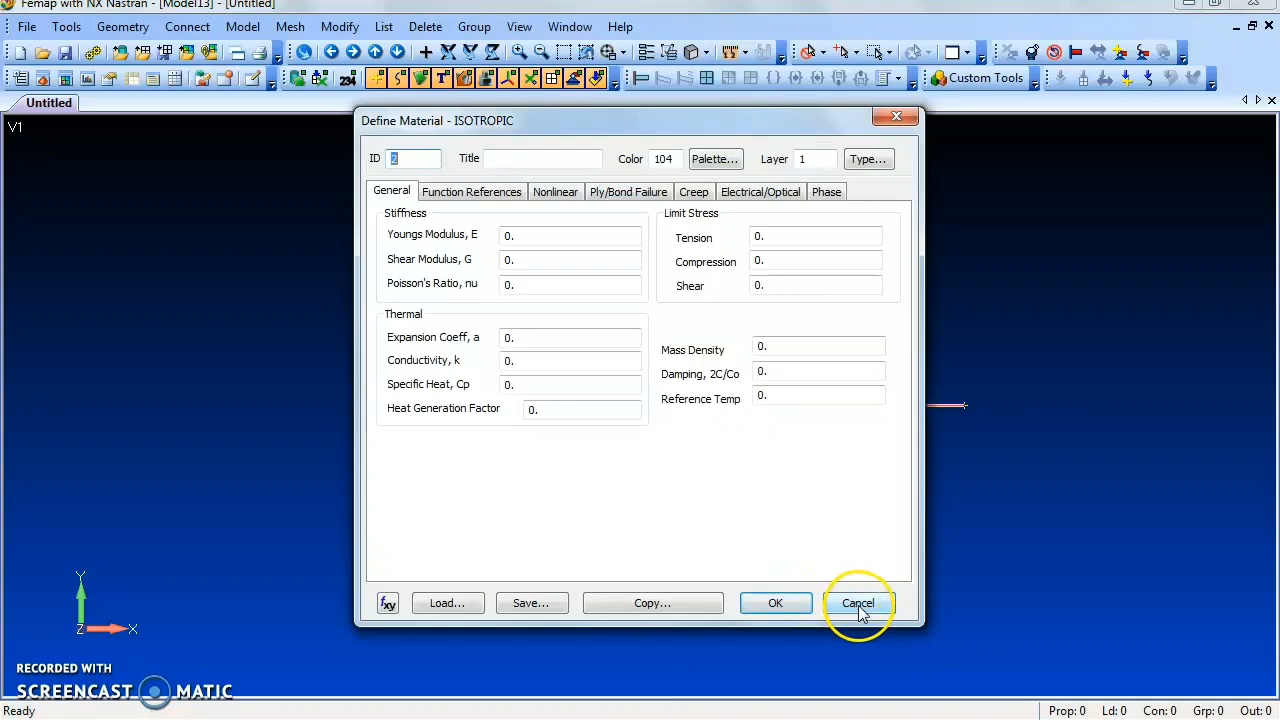 Femap with NX Nastran - [Model13] - [Untitled]
File Tools Geometry Connect Model Mesh Modify List Delete Group View Window Help
234
T
Custom Tools
Untitled
V1
Define Material - ISOTROPIC
ID 2 Title Color 104 Palette... Layer 1 Type...
General Function References Nonlinear Ply/Bond Failure Creep Electrical/Optical Phase
Stiffness
Youngs Modulus, E 0.
Shear Modulus, G 0.
Poisson's Ratio, nu 0.
Limit Stress
Tension 0.
Compression 0.
Shear 0.
Thermal
Expansion Coeff, a 0.
Conductivity, k 0.
Specific Heat, Cp 0.
Heat Generation Factor 0.
Mass Density 0.
Damping, 2C/Co 0.
Reference Temp 0.
fxy Load... Save... Copy... OK Cancel
Y
Z X
RECORDED WITH
SCREENCAST MATIC
Ready Prop: 0 Ld: 0 Con: 0 Grp: 0 Out: 0